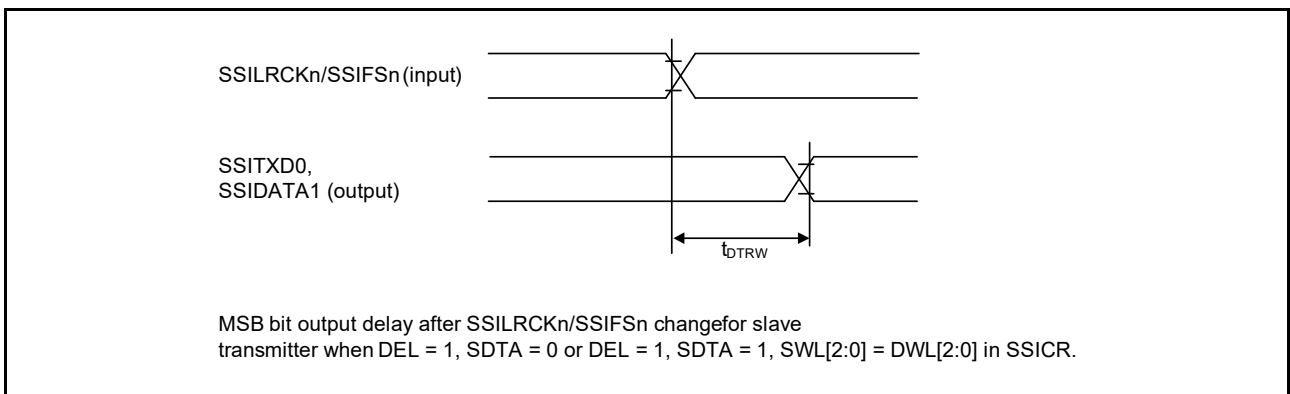 SSILRCKn/SSIFSn (input)
SSITXD0,
SSIDATA1 (output)
tDTRW
MSB bit output delay after SSILRCKn/SSIFSn changefor slave
transmitter when DEL = 1, SDTA = 0 or DEL = 1, SDTA = 1, SWL[2:0] = DWL[2:0] in SSICR.